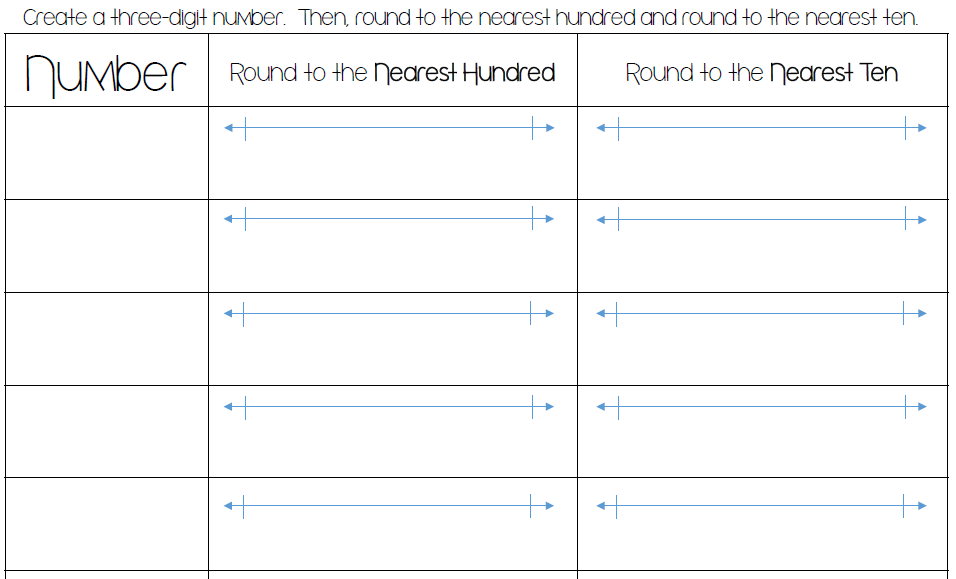 Create a three-digit number. Then, round to the nearest hundred and round to the nearest ten.
Number
Round to the Nearest Hundred
Round to the Nearest Ten